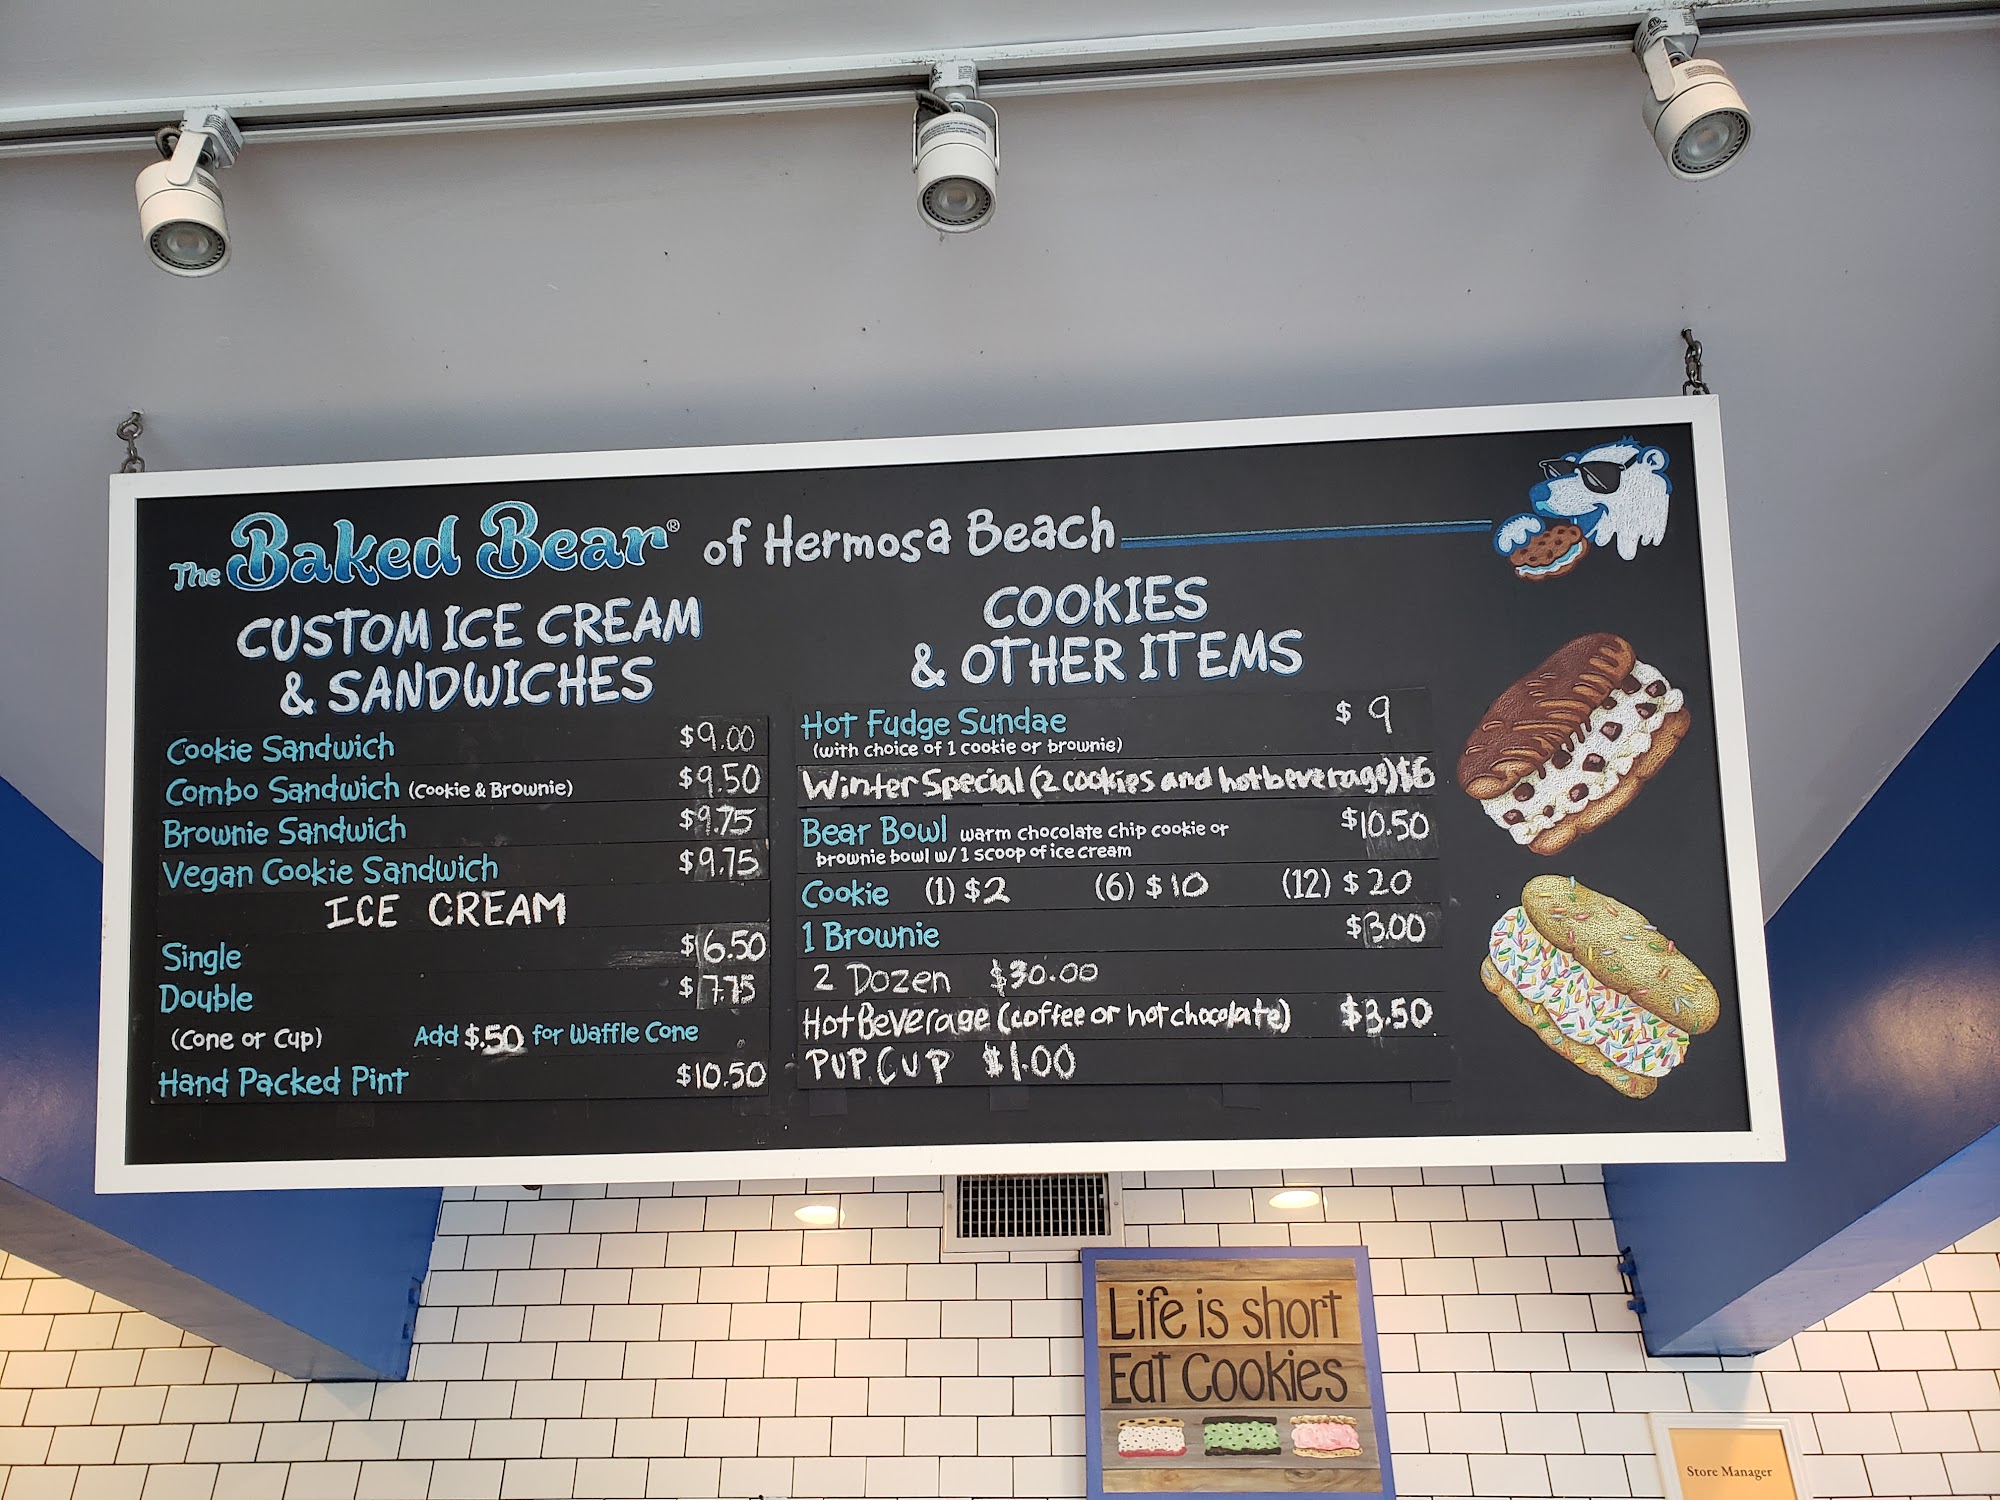 The Baked Bear® of Hermosa Beach
CUSTOM ICE CREAM
& SANDWICHES
Cookie Sandwich $9.00
Combo Sandwich (Cookie & Brownie) $9.50
Brownie Sandwich $9.75
Vegan Cookie Sandwich $9.75
ICE CREAM
Single $6.50
Double $7.75
(Cone or Cup) Add $.50 for Waffle Cone
Hand Packed Pint $10.50
COOKIES
& OTHER ITEMS
Hot Fudge Sundae $9
(with choice of 1 cookie or brownie)
Winter Special (2 cookies and hot beverage) $6
Bear Bowl warm chocolate chip cookie or $10.50
brownie bowl w/ 1 scoop of ice cream
Cookie (1) $2 (6) $10 (12) $20
1 Brownie $3.00
2 Dozen $30.00
Hot Beverage (coffee or hot chocolate) $3.50
PUP CUP $1.00
Life is short
Eat Cookies
Store Manager